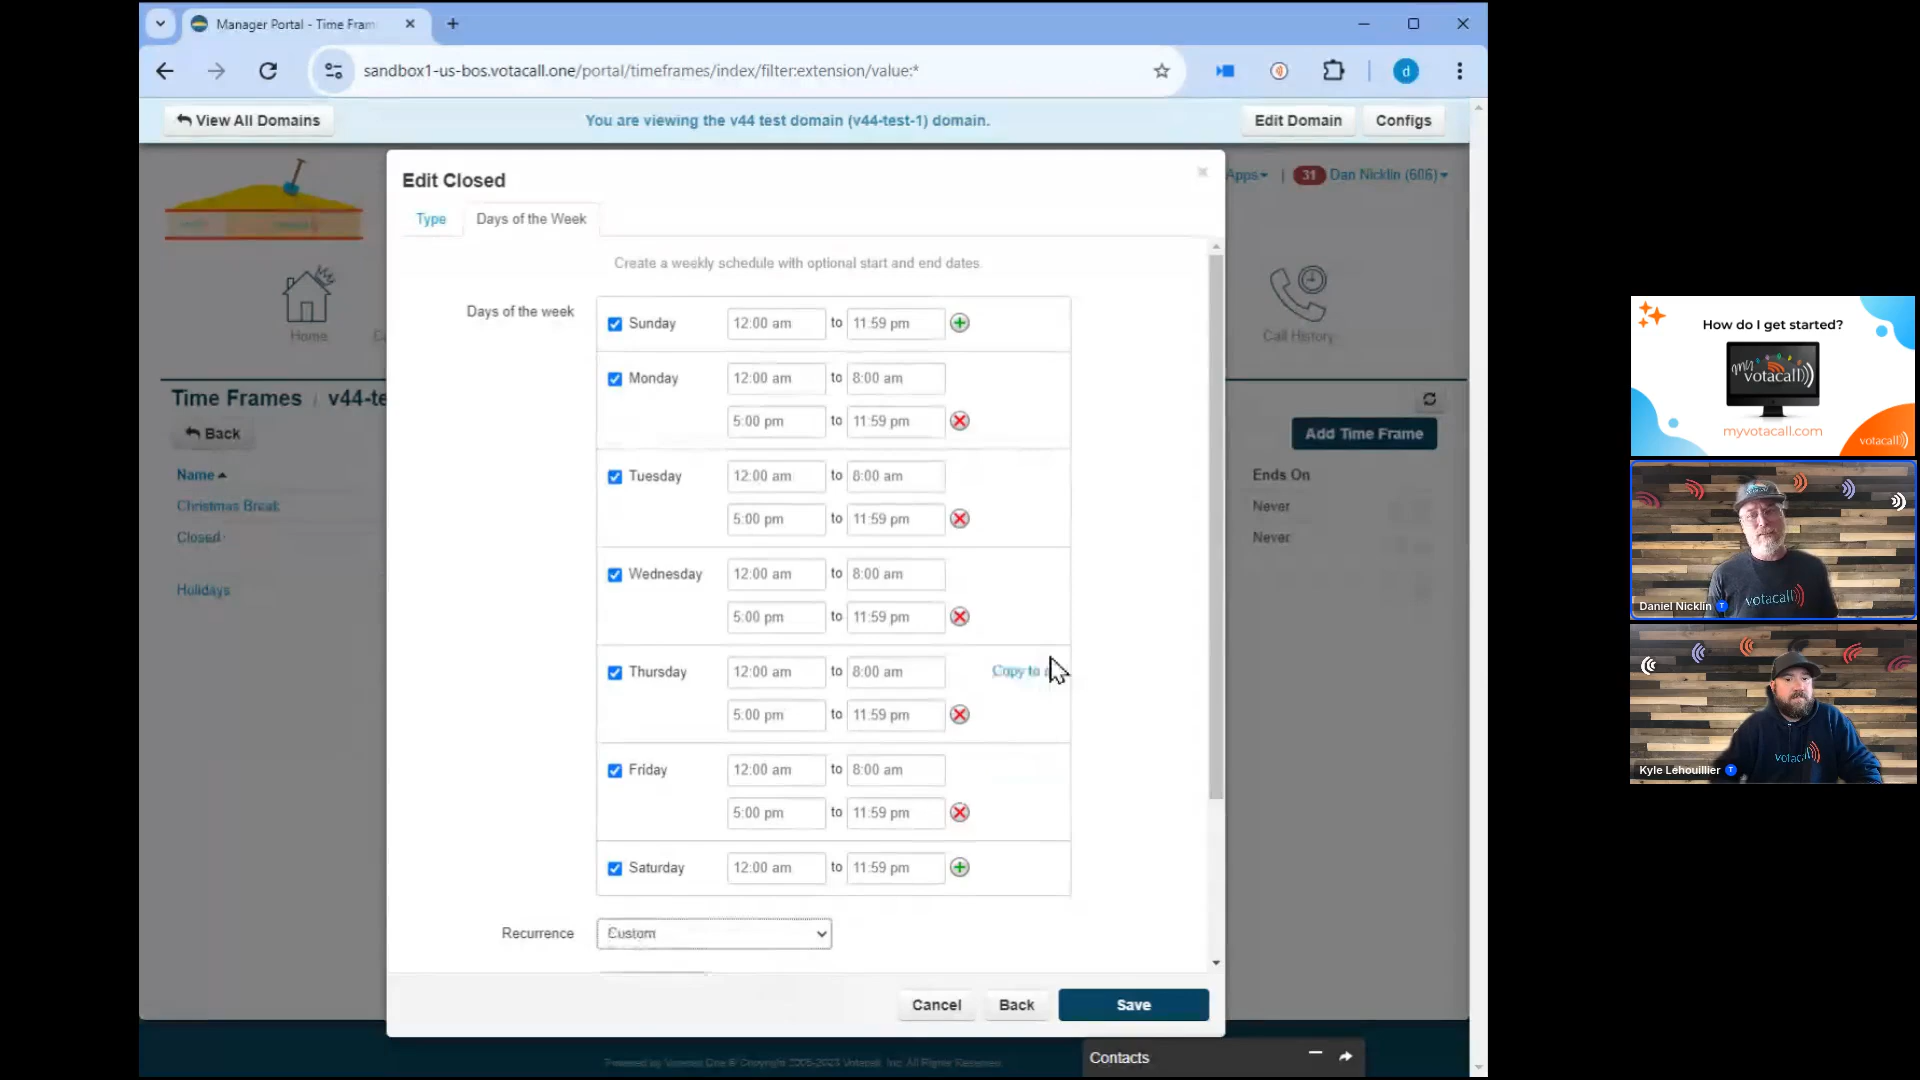 Manager Portal - Time Fram
sandbox1-us-bos.votacall.one/portal/timeframes/index/filter:extension/value:*
d
View All Domains
You are viewing the v44 test domain (v44-test-1) domain.
Edit Domain
Configs
Edit Closed
Apps
31
Dan Nicklin (606)
Type
Days of the Week
Create a weekly schedule with optional start and end dates.
Home
Call History
Days of the week
Sunday 12:00 am to 11:59 pm
Monday 12:00 am to 8:00 am
5:00 pm to 11:59 pm
Tuesday 12:00 am to 8:00 am
5:00 pm to 11:59 pm
Wednesday 12:00 am to 8:00 am
5:00 pm to 11:59 pm
Thursday 12:00 am to 8:00 am Copy to
5:00 pm to 11:59 pm
Friday 12:00 am to 8:00 am
5:00 pm to 11:59 pm
Saturday 12:00 am to 11:59 pm
Recurrence Custom
Cancel
Back
Save
Time Frames / v44-te
Back
Name
Christmas Break
Closed
Holidays
Add Time Frame
Ends On
Never
Never
Contacts
How do I get started?
my
votacall
myvotacall.com
votacall
votacall
Daniel Nicklin
T
votacall
Kyle Lehouillier
T